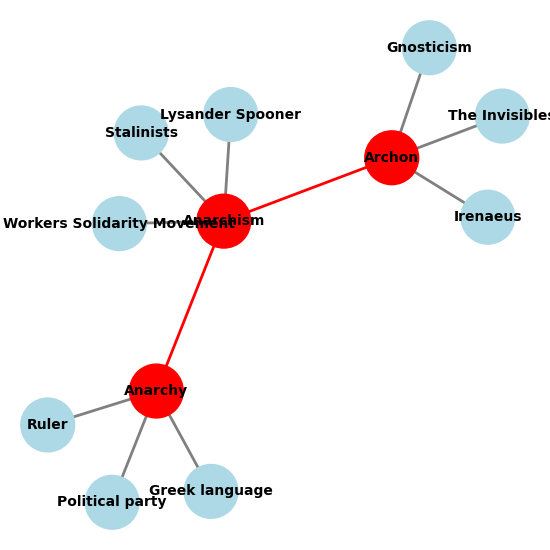 Gnosticism
Lysander Spooner
The Invisibles
Stalinists
Archon
Irenaeus
Anarchism
Workers Solidarity Movement
Anarchy
Ruler
Greek language
Political party